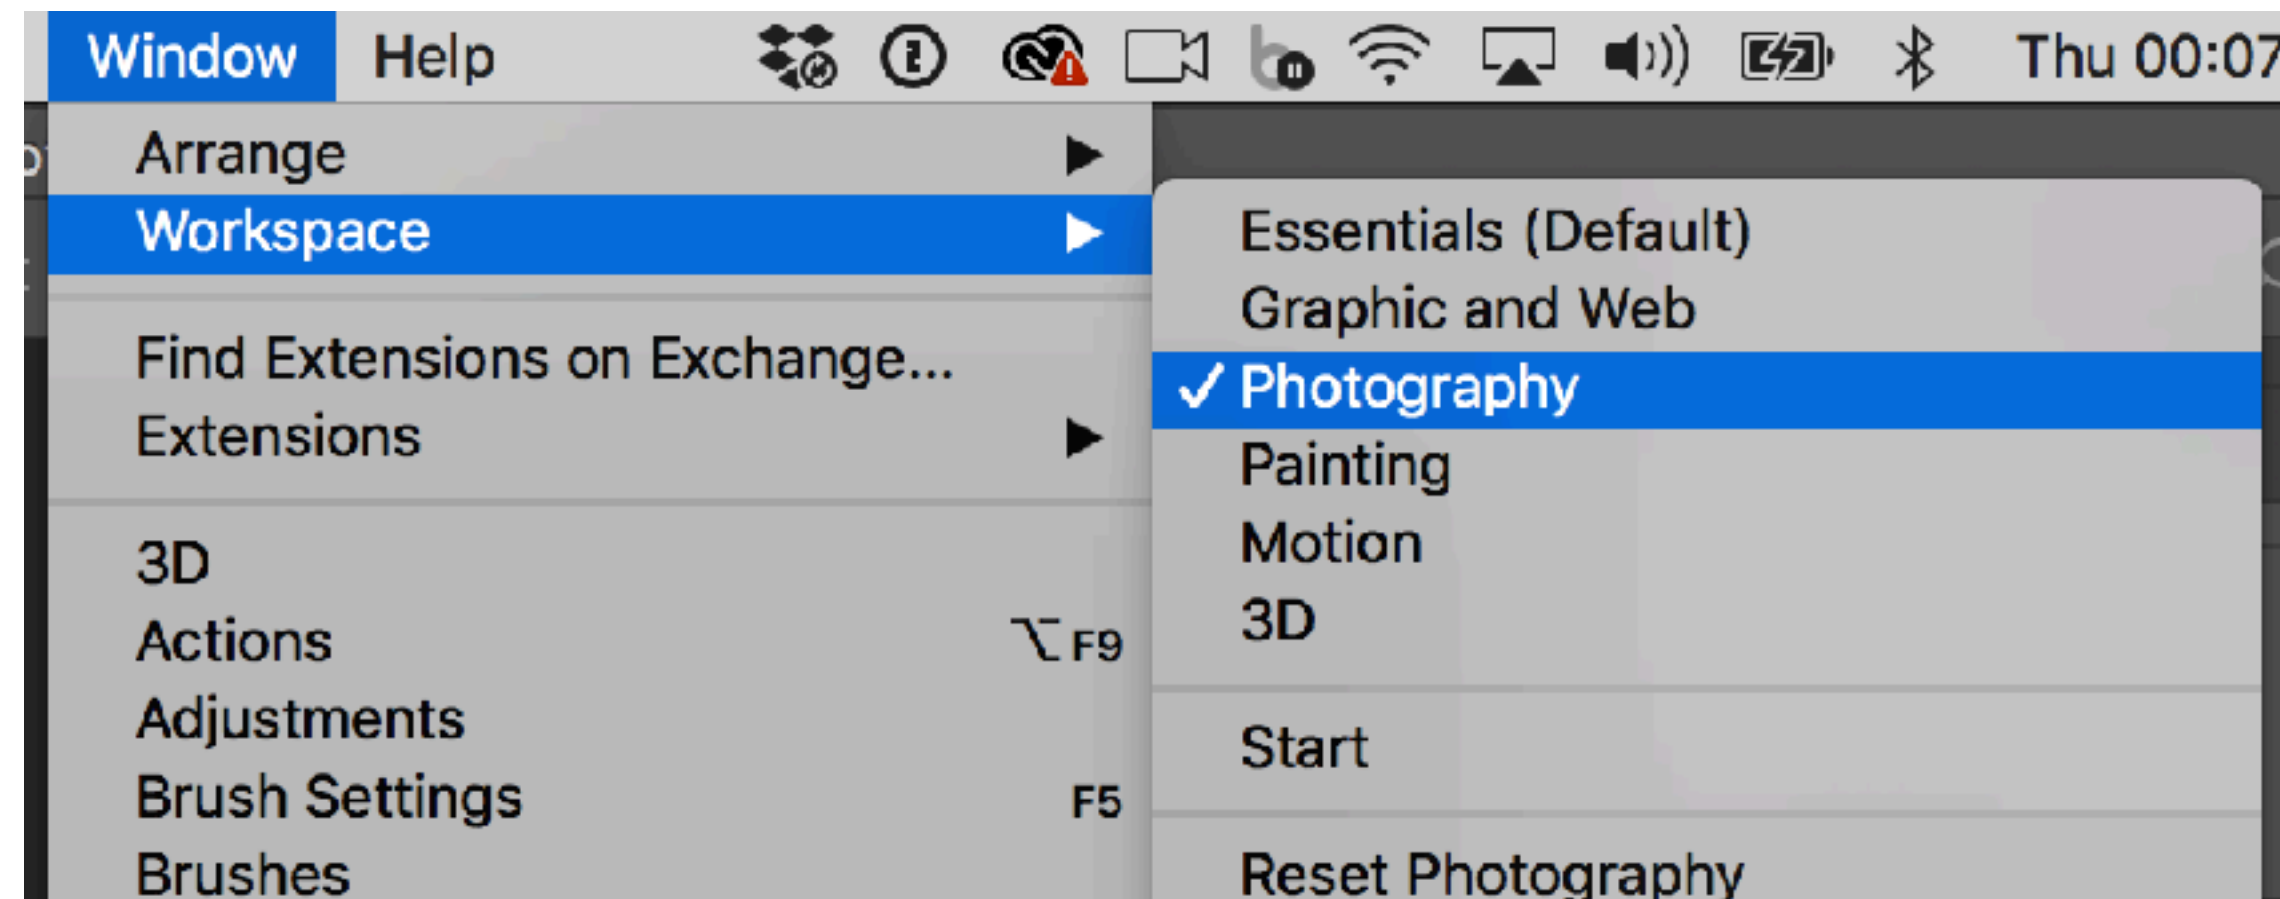 Window Help Thu 00:07
Arrange
Workspace
Find Extensions on Exchange...
Extensions
3D
Actions ⌥ F9
Adjustments
Brush Settings F5
Brushes
Essentials (Default)
Graphic and Web
✓ Photography
Painting
Motion
3D
Start
Reset Photography